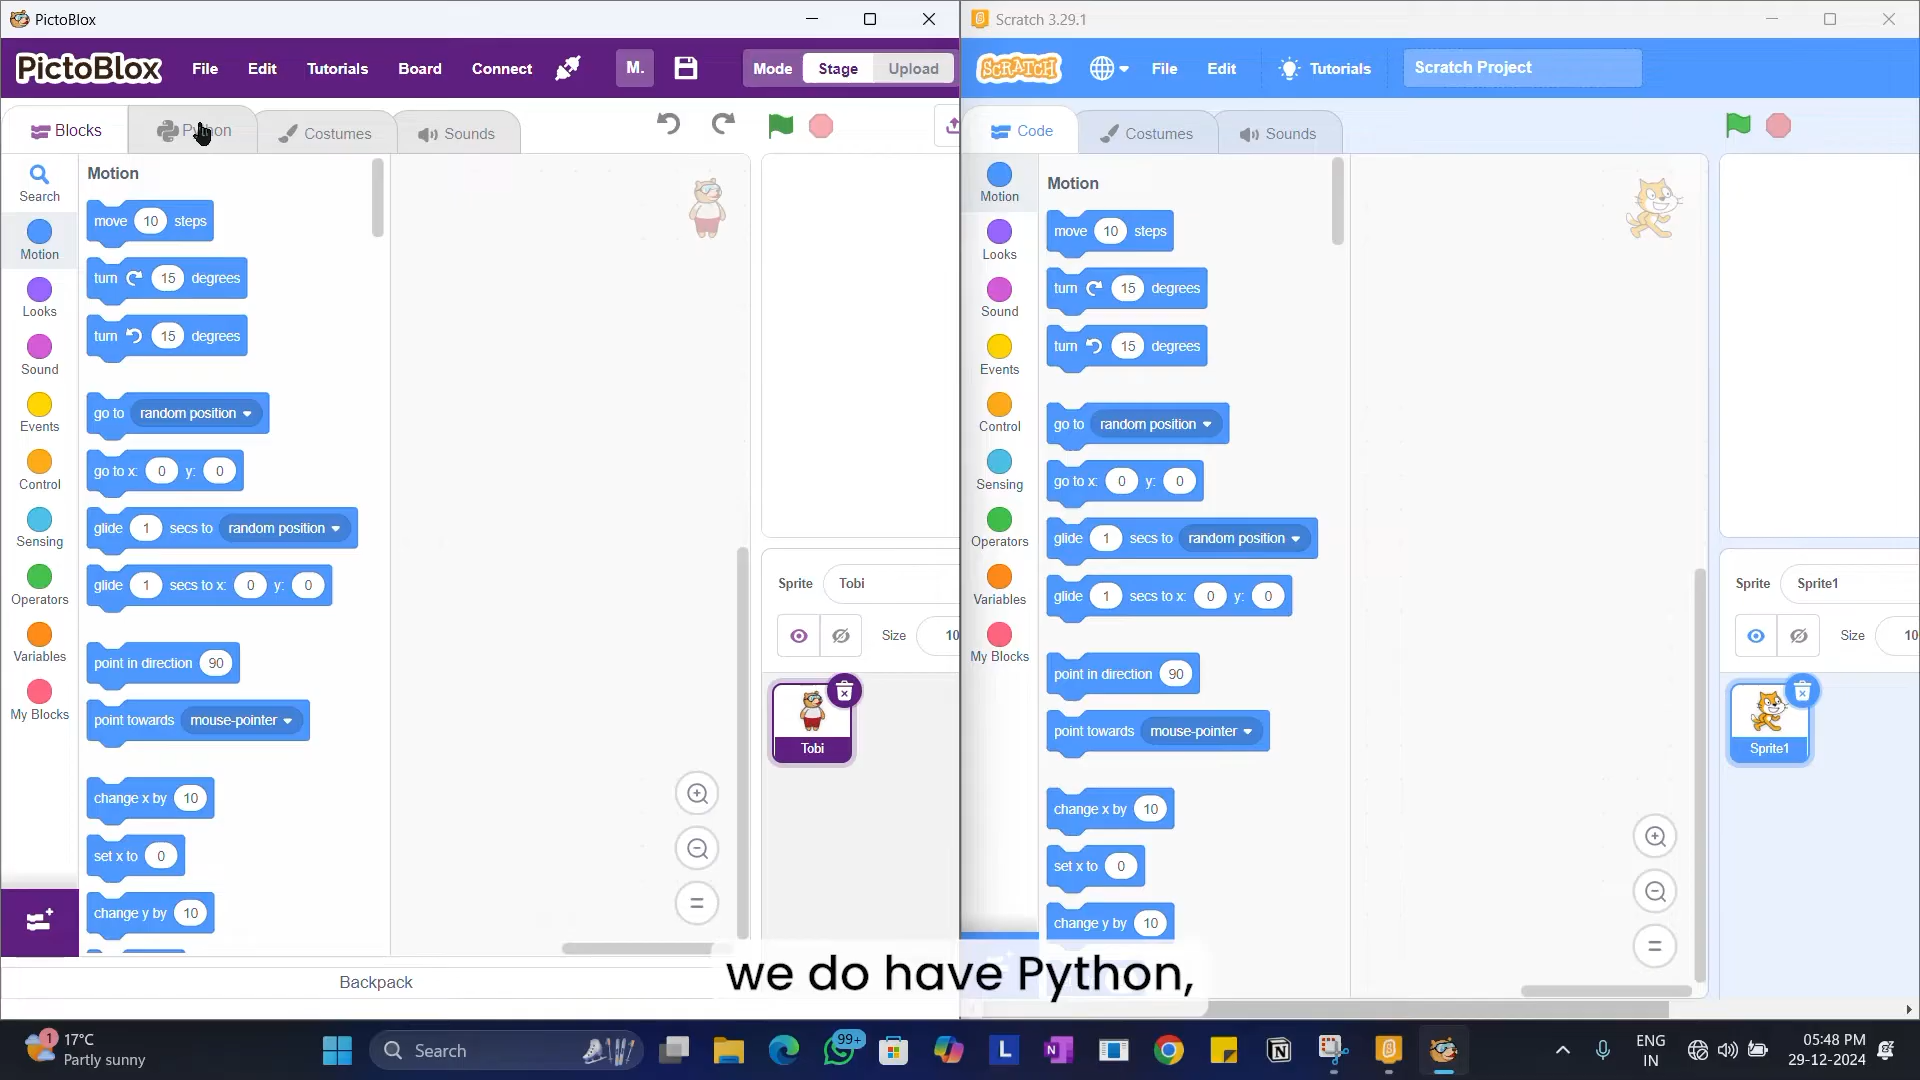 PictoBlox
PictoBlox
File
Edit
Tutorials
Board
Connect
M.
Mode
Stage
Upload
Blocks
Python
Costumes
Sounds
Search
Motion
Looks
Sound
Events
Control
Sensing
Operators
Variables
My Blocks
Motion
move 10 steps
turn 15 degrees
turn 15 degrees
go to random position
go to x: 0 y: 0
glide 1 secs to random position
glide 1 secs to x: 0 y: 0
point in direction 90
point towards mouse-pointer
change x by 10
set x to 0
change y by 10
Sprite Tobi
Size 10
Tobi
Backpack
Scratch 3.29.1
SCRATCH
File
Edit
Tutorials
Scratch Project
Code
Costumes
Sounds
Motion
Looks
Sound
Events
Control
Sensing
Operators
Variables
My Blocks
Motion
move 10 steps
turn 15 degrees
turn 15 degrees
go to random position
go to x: 0 y: 0
glide 1 secs to random position
glide 1 secs to x: 0 y: 0
point in direction 90
point towards mouse-pointer
change x by 10
set x to 0
change y by 10
Sprite Sprite1
Size 10
Sprite1
we do have Python,
1
17°C
Partly sunny
Search
99+
L
N
N
ENG
IN
05:48 PM
29-12-2024